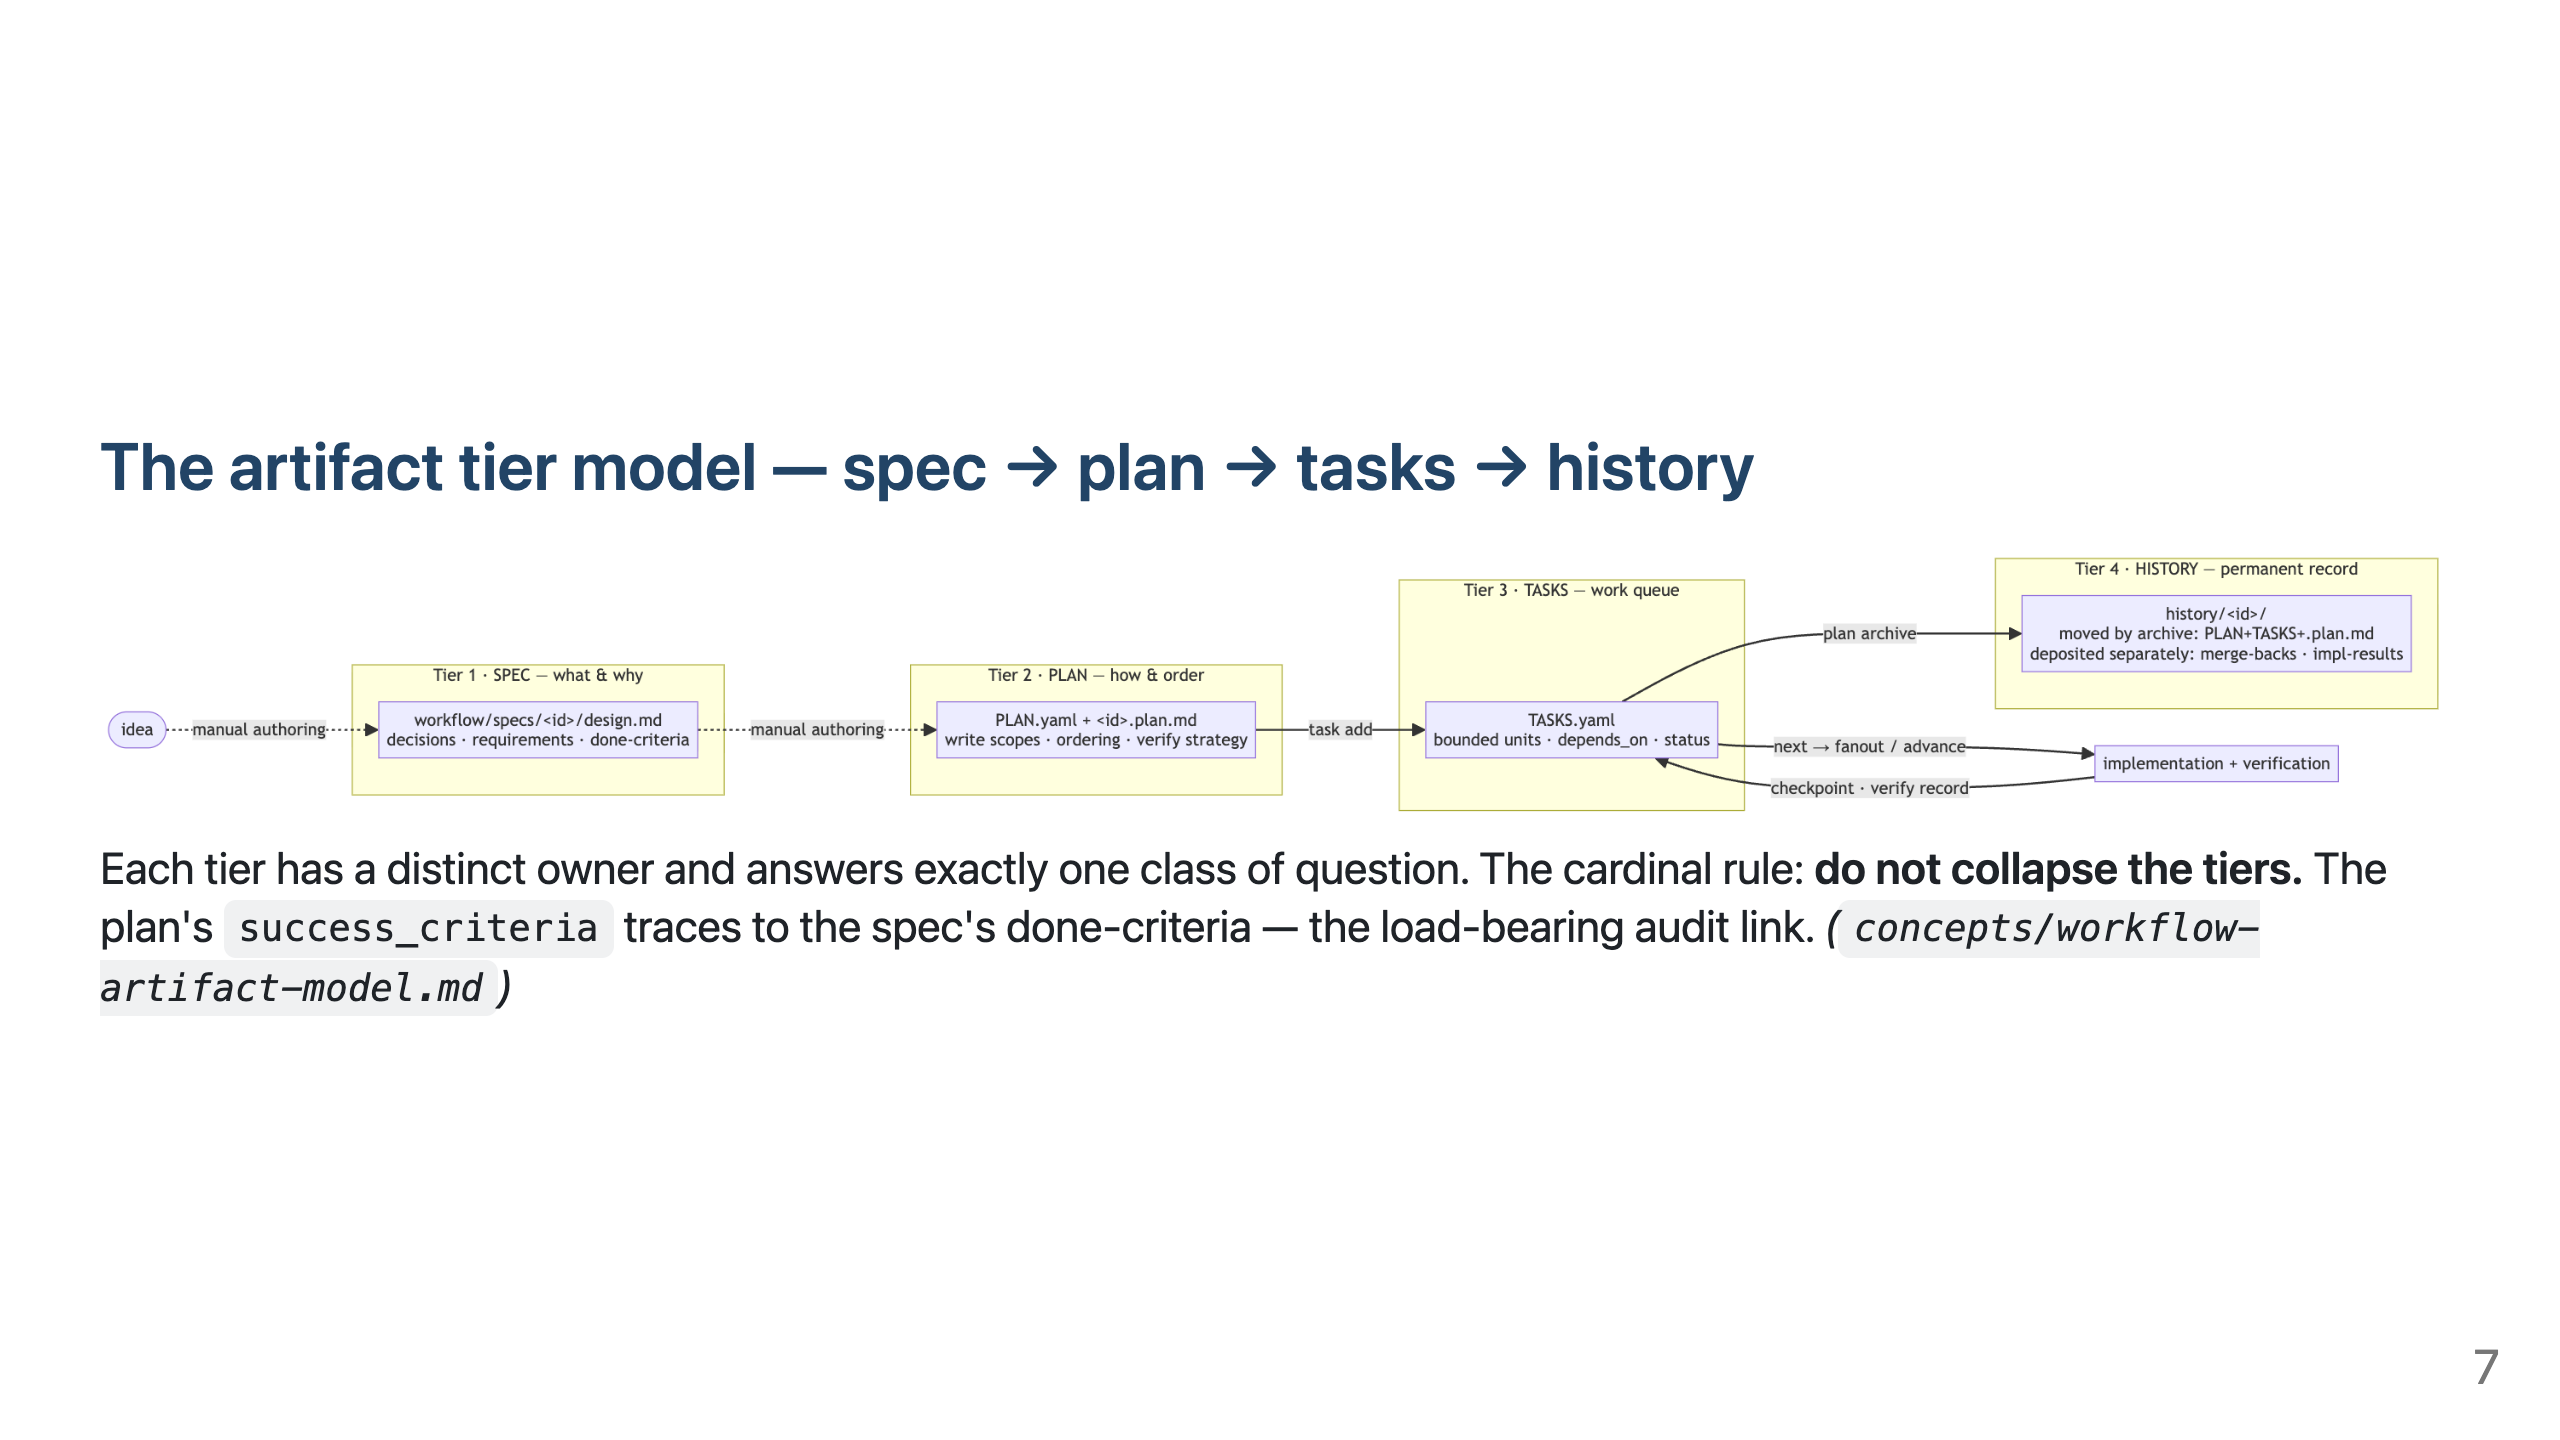 The artifact tier model — spec → plan → tasks → history
idea
manual authoring
Tier 1 · SPEC — what & why
workflow/specs/<id>/design.md
decisions · requirements · done-criteria
manual authoring
Tier 2 · PLAN — how & order
PLAN.yaml + <id>.plan.md
write scopes · ordering · verify strategy
task add
Tier 3 · TASKS — work queue
TASKS.yaml
bounded units · depends_on · status
plan archive
Tier 4 · HISTORY — permanent record
history/<id>/
moved by archive: PLAN+TASKS+.plan.md
deposited separately: merge-backs · impl-results
next → fanout / advance
implementation + verification
checkpoint · verify record
Each tier has a distinct owner and answers exactly one class of question. The cardinal rule: do not collapse the tiers. The
plan's success_criteria traces to the spec's done-criteria — the load-bearing audit link. (concepts/workflow-
artifact-model.md)
7